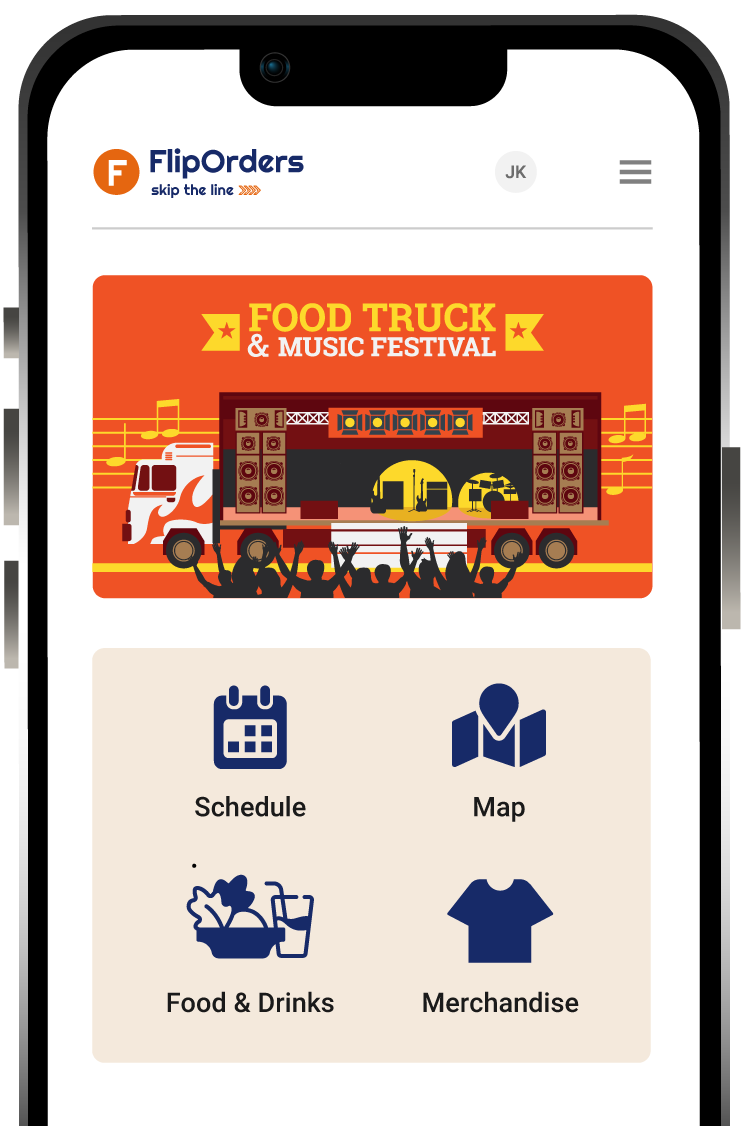 F FlipOrders
skip the line
JK
FOOD TRUCK
& MUSIC FESTIVAL
Schedule
Map
Food & Drinks
Merchandise